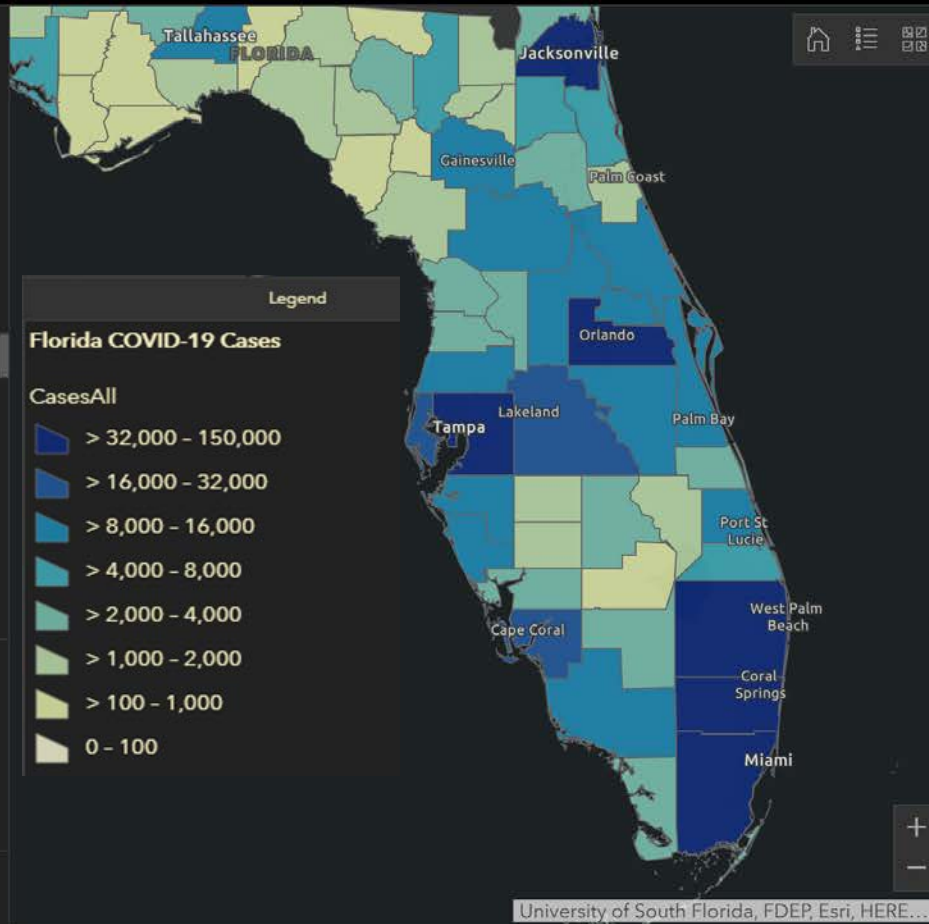 Tallahassee
FLORIDA
Jacksonville
Gainesville
Palm Coast
Legend
Florida COVID-19 Cases
CasesAll
> 32,000 – 150,000
> 16,000 – 32,000
> 8,000 – 16,000
> 4,000 – 8,000
> 2,000 – 4,000
> 1,000 – 2,000
> 100 – 1,000
0 – 100
Orlando
Lakeland
Tampa
Palm Bay
Port St
Lucie
Cape Coral
West Palm
Beach
Coral
Springs
Miami
+
−
University of South Florida, FDEP, Esri, HERE...